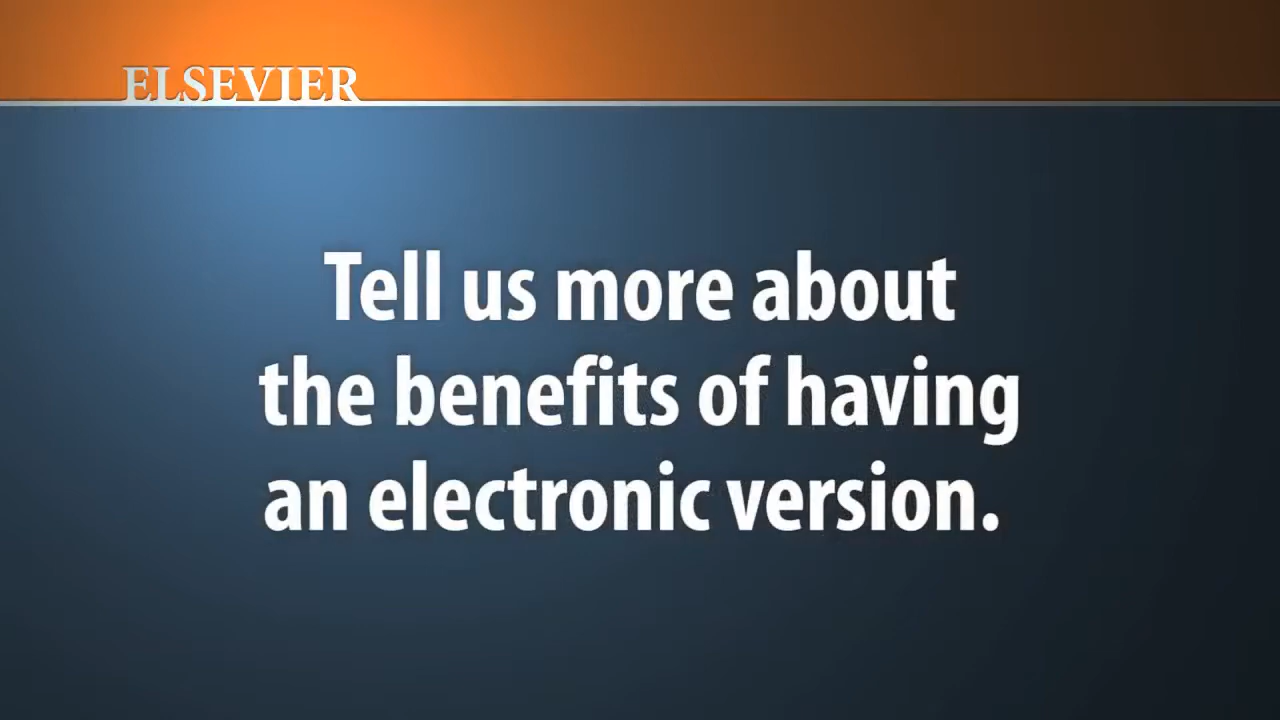 ELSEVIER
Tell us more about
the benefits of having
an electronic version.